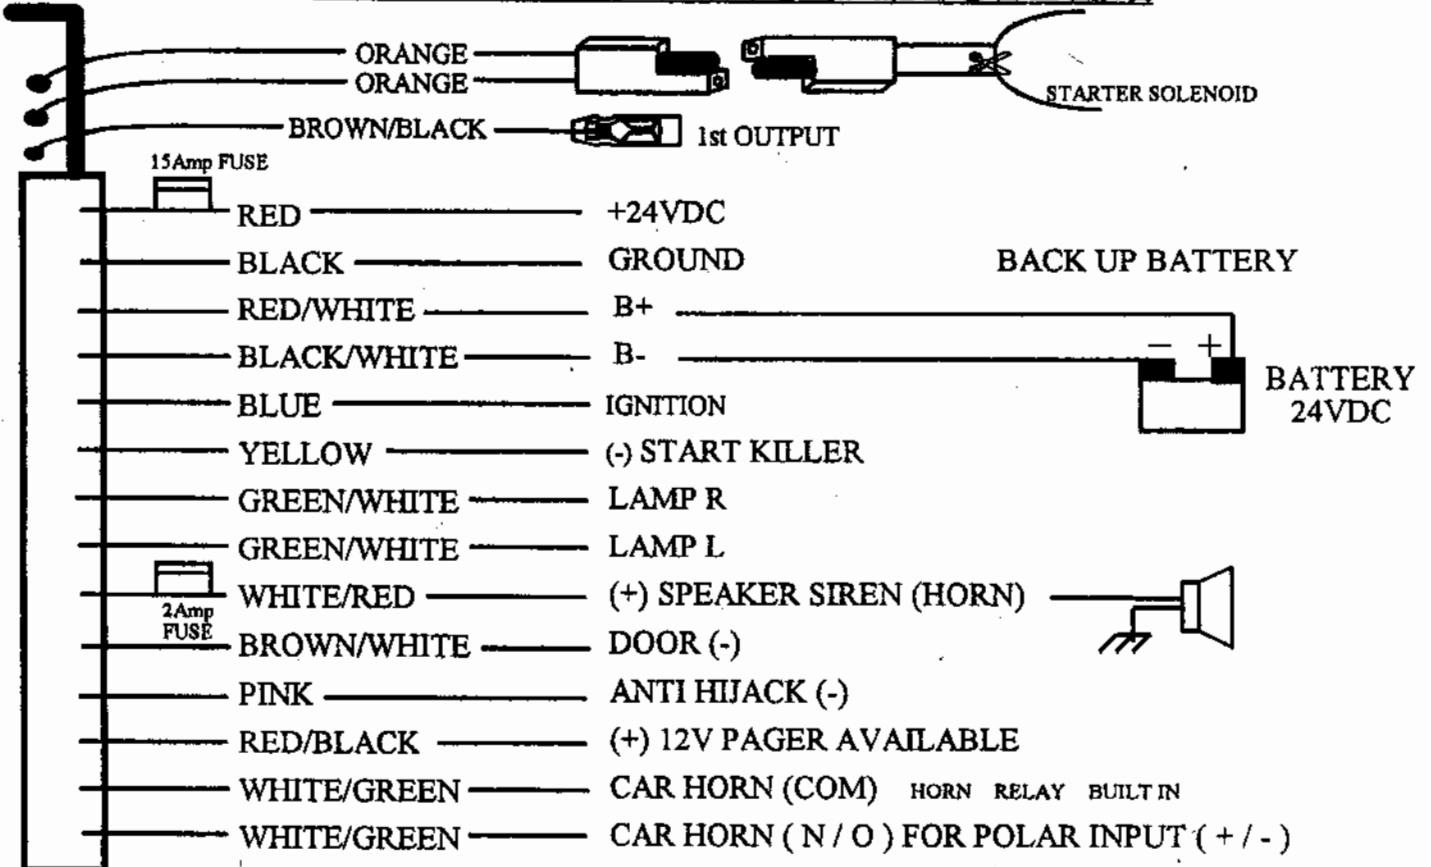 ORANGE
ORANGE
STARTER SOLENOID
BROWN/BLACK 1st OUTPUT
15Amp FUSE
RED +24VDC
BLACK GROUND BACK UP BATTERY
RED/WHITE B+
BLACK/WHITE B- − +
BATTERY
24VDC
BLUE IGNITION
YELLOW (-) START KILLER
GREEN/WHITE LAMP R
GREEN/WHITE LAMP L
WHITE/RED (+) SPEAKER SIREN (HORN)
2Amp
FUSE
BROWN/WHITE DOOR (-)
PINK ANTI HIJACK (-)
RED/BLACK (+) 12V PAGER AVAILABLE
WHITE/GREEN CAR HORN (COM) HORN RELAY BUILT IN
WHITE/GREEN CAR HORN ( N / O ) FOR POLAR INPUT ( + / - )